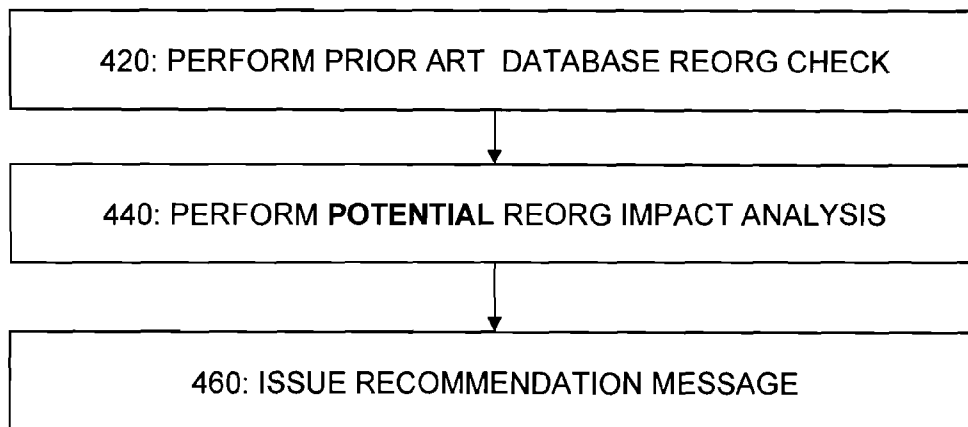 420: PERFORM PRIOR ART DATABASE REORG CHECK
440: PERFORM POTENTIAL REORG IMPACT ANALYSIS
460: ISSUE RECOMMENDATION MESSAGE